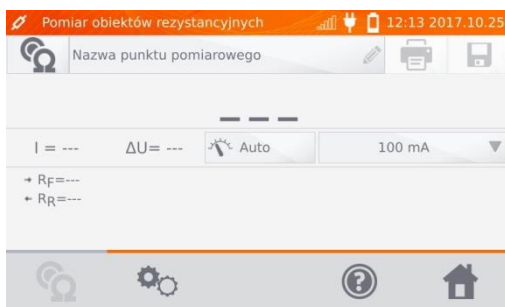 Pomiar obiektów rezystancyjnych 12:13 2017.10.25
Nazwa punktu pomiarowego
---
I = --- ΔU= --- Auto 100 mA
→ RF=---
← RR=---